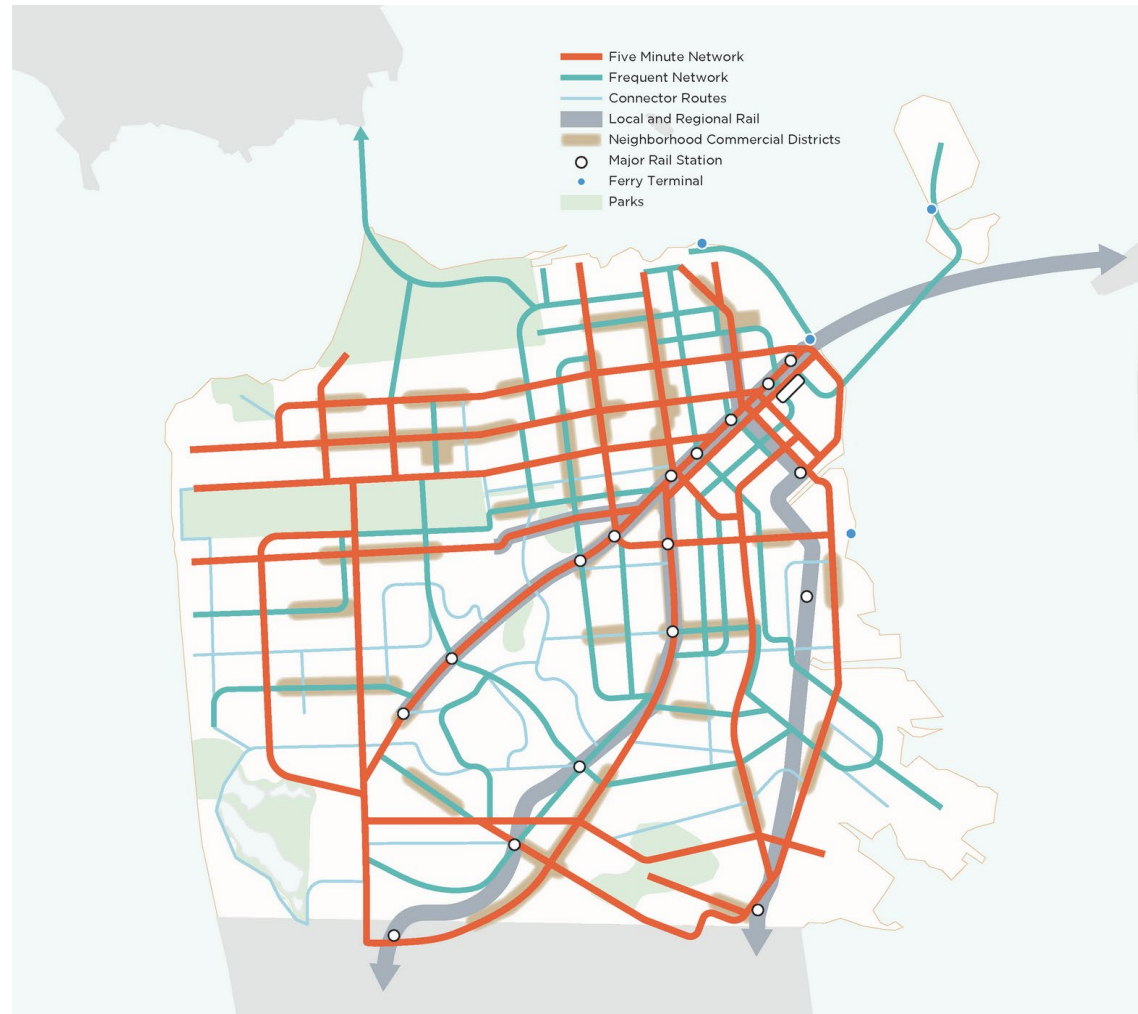 Five Minute Network
Frequent Network
Connector Routes
Local and Regional Rail
Neighborhood Commercial Districts
Major Rail Station
Ferry Terminal
Parks